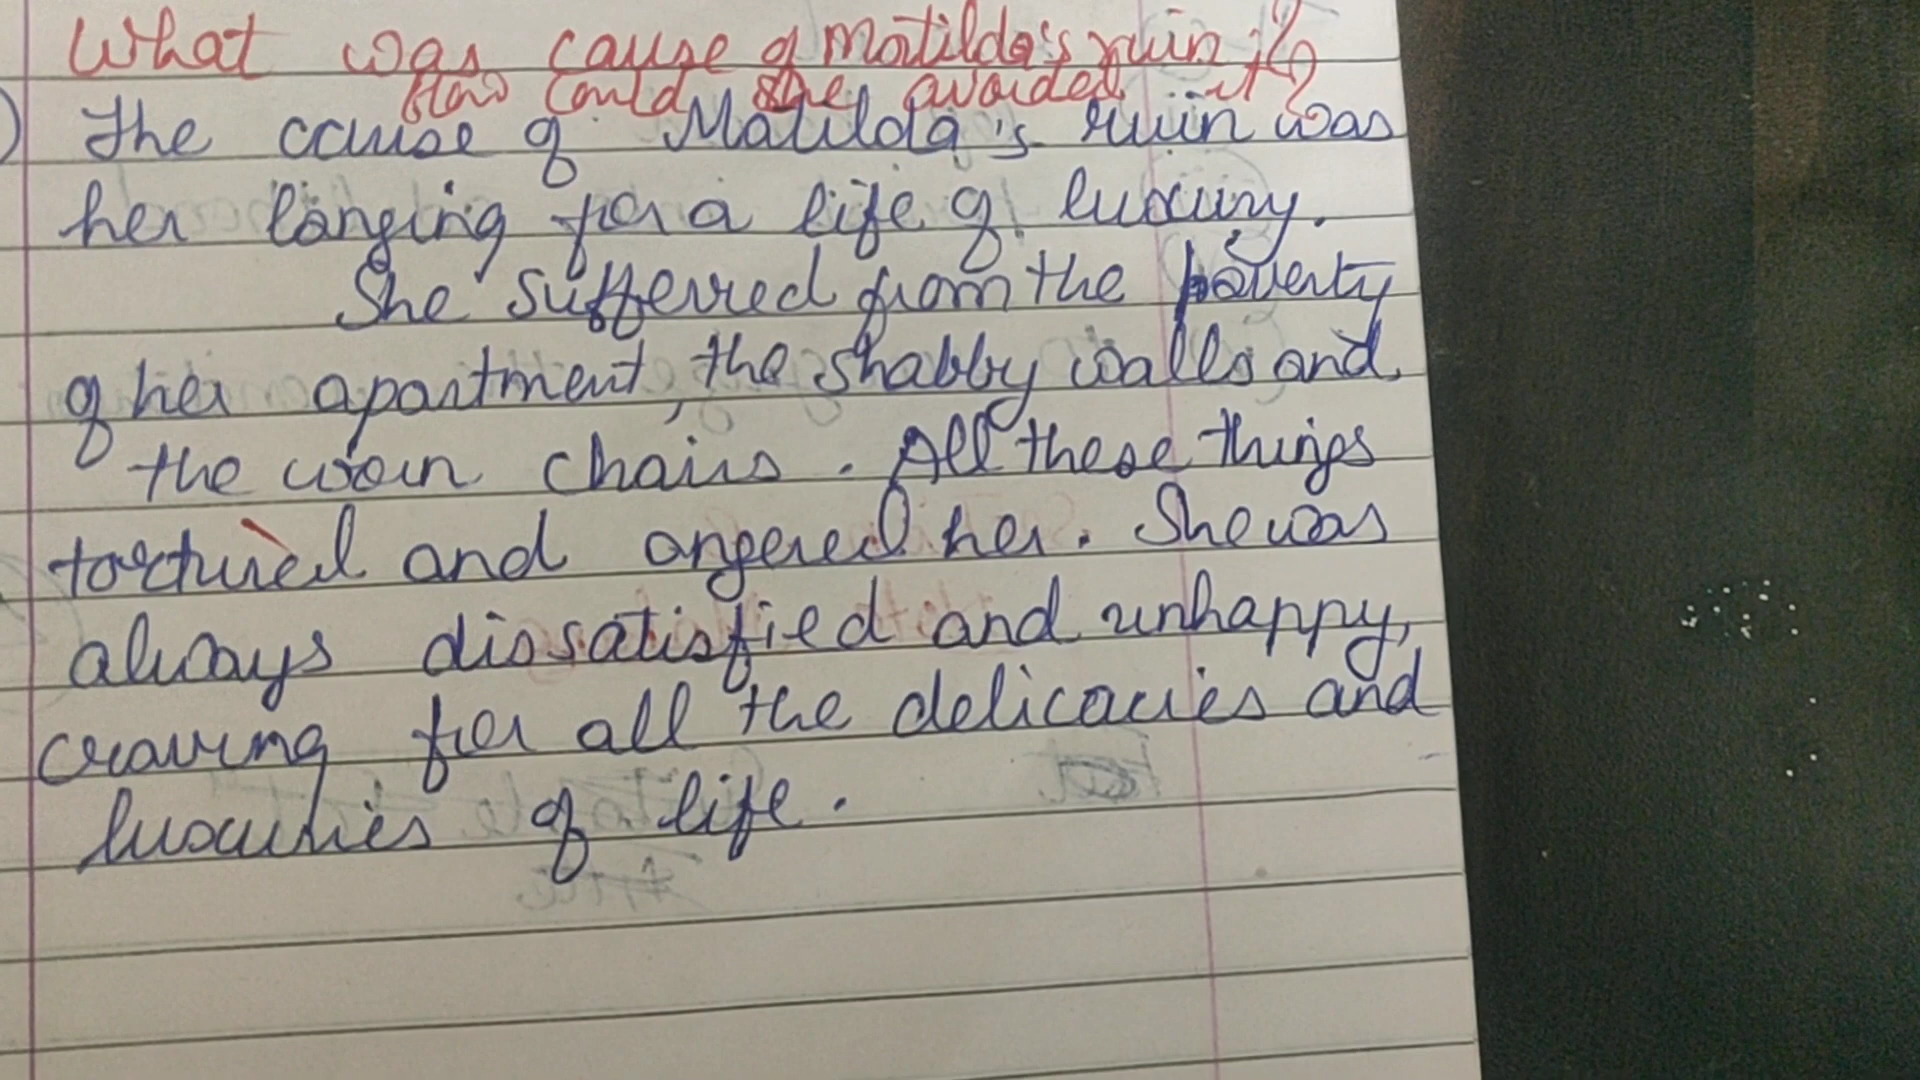 What was cause of Matilda's ruin ?
How could she avoided it ?
The cause of Matilda's ruin was
her longing for a life of luxury.
She sufferred from the poverty
of her apartment, the shabby walls and
the worn chairs. All these things
tortured and angered her. She was
always dissatisfied and unhappy,
craving for all the delicacies and
luxuries of life.